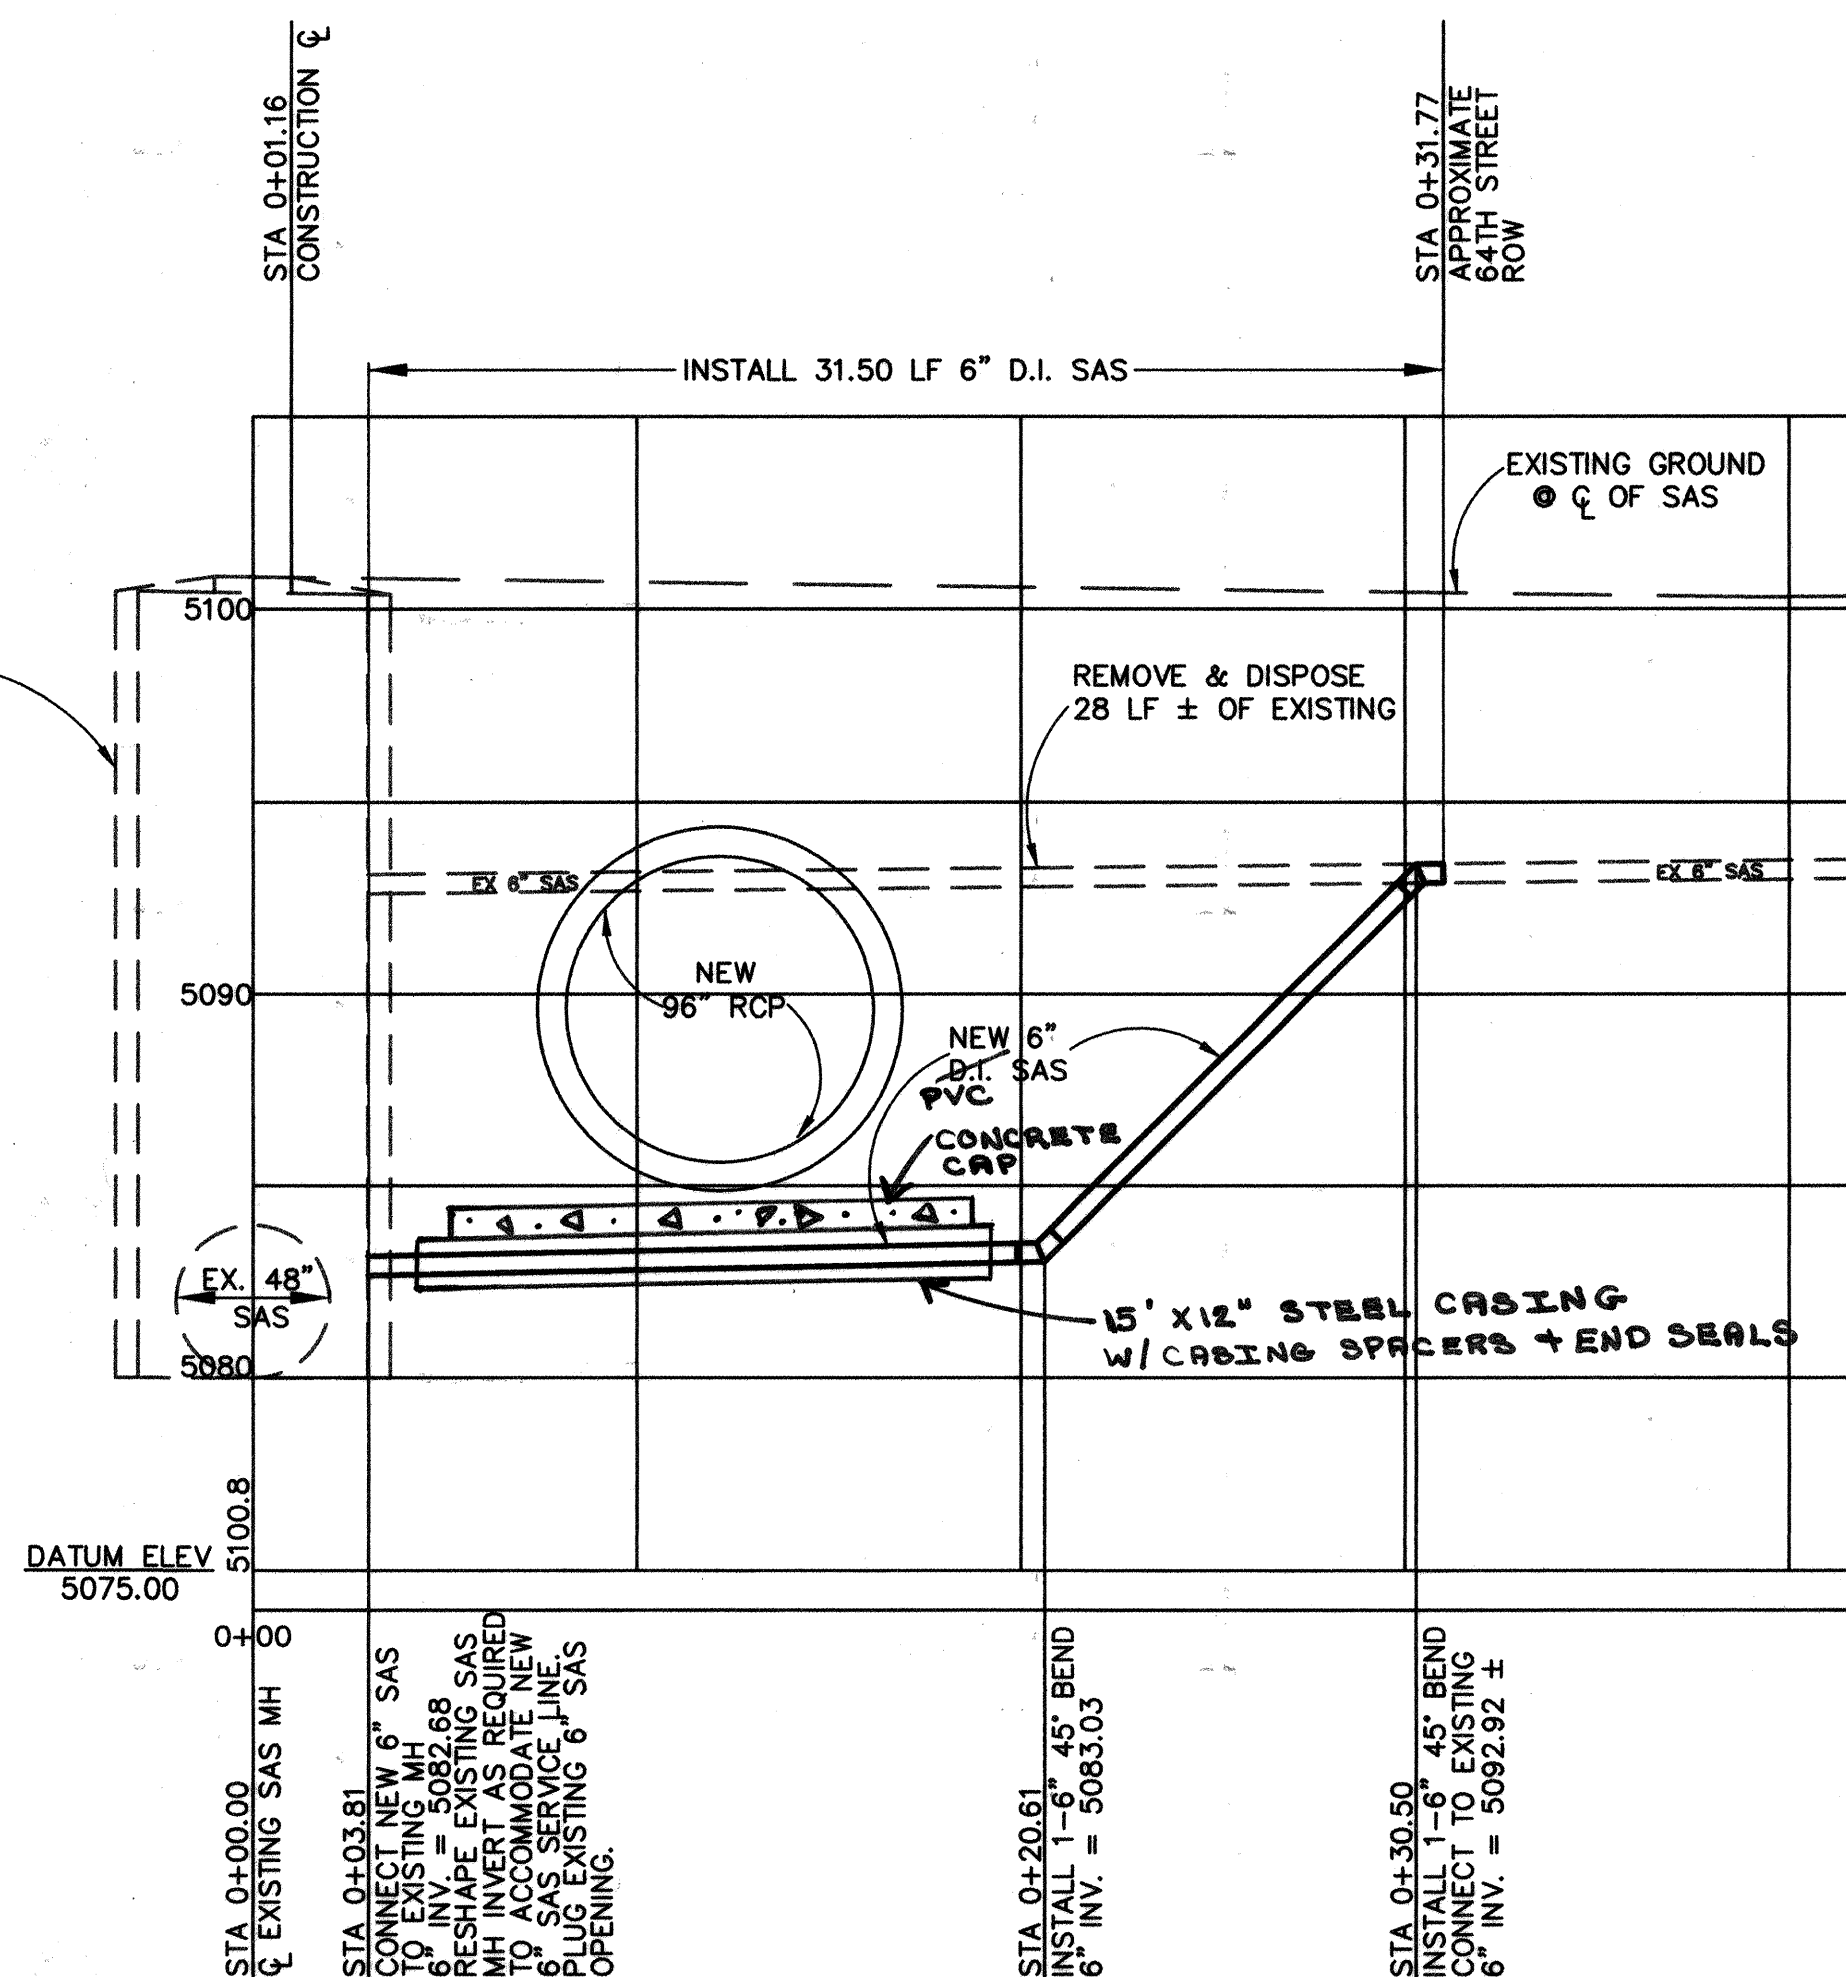 STA 0+01.16
CONSTRUCTION ℄
STA 0+31.77
APPROXIMATE
64TH STREET
ROW
INSTALL 31.50 LF 6" D.I. SAS
EXISTING GROUND
@ ℄ OF SAS
5100
REMOVE & DISPOSE
28 LF ± OF EXISTING
EX 6" SAS
EX 6" SAS
NEW
96" RCP
5090
NEW 6"
D.I. SAS
PVC
CONCRETE
CAP
EX. 48"
SAS
15' X 12" STEEL CASING
W/ CASING SPACERS + END SEALS
5080
5100.8
DATUM ELEV
5075.00
0+00
STA 0+00.00
℄ EXISTING SAS MH
STA 0+03.81
CONNECT NEW 6" SAS
TO EXISTING MH
6" INV. = 5082.68
RESHAPE EXISTING SAS
MH INVERT AS REQUIRED
TO ACCOMMODATE NEW
6" SAS SERVICE LINE.
PLUG EXISTING 6" SAS
OPENING.
STA 0+20.61
INSTALL 1-6" 45° BEND
6" INV. = 5083.03
STA 0+30.50
INSTALL 1-6" 45° BEND
CONNECT TO EXISTING
6" INV. = 5092.92 ±